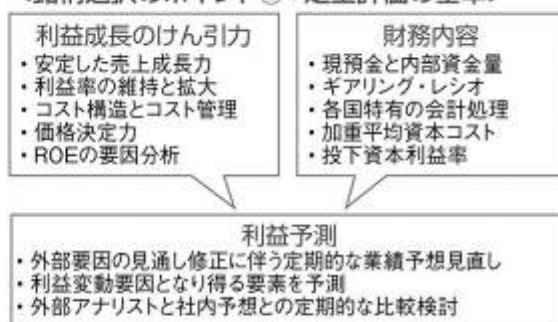 利益成長のけん引力
・安定した売上成長力
・利益率の維持と拡大
・コスト構造とコスト管理
・価格決定力
・ROEの要因分析
財務内容
・現預金と内部資金量
・ギアリング・レシオ
・各国特有の会計処理
・加重平均資本コスト
・投下資本利益率
利益予測
・外部要因の見通し修正に伴う定期的な業績予想見直し
・利益変動要因となり得る要素を予測
・外部アナリストと社内予想との定期的な比較検討